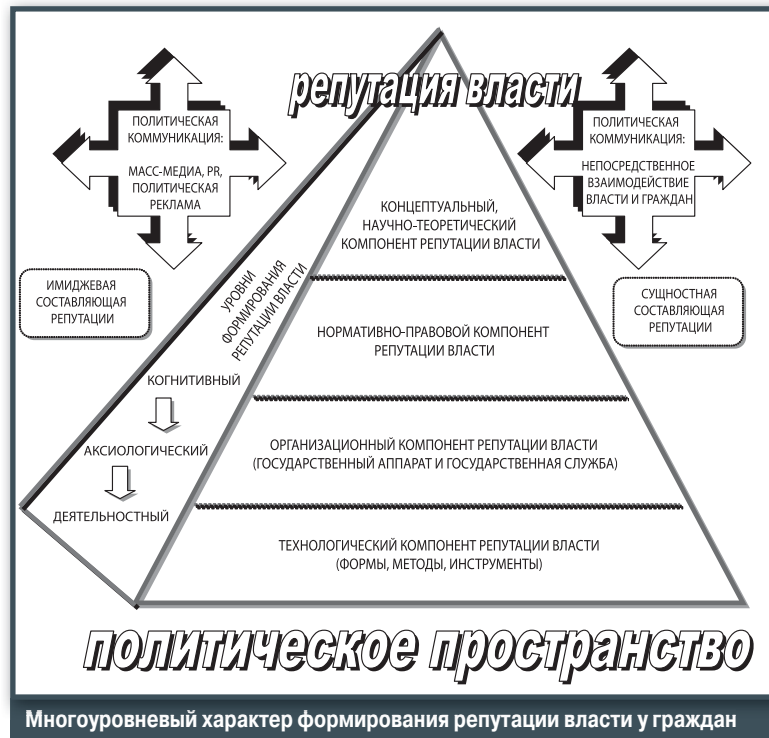 репутация власти
ПОЛИТИЧЕСКАЯ
КОММУНИКАЦИЯ:
МАСС-МЕДИА, PR,
ПОЛИТИЧЕСКАЯ
РЕКЛАМА
ПОЛИТИЧЕСКАЯ
КОММУНИКАЦИЯ:
НЕПОСРЕДСТВЕННОЕ
ВЗАИМОДЕЙСТВИЕ
ВЛАСТИ И ГРАЖДАН
ИМИДЖЕВАЯ
СОСТАВЛЯЮЩАЯ
РЕПУТАЦИИ
СУЩНОСТНАЯ
СОСТАВЛЯЮЩАЯ
РЕПУТАЦИИ
УРОВНИ
ФОРМИРОВАНИЯ
РЕПУТАЦИИ ВЛАСТИ
КОГНИТИВНЫЙ
АКСИОЛОГИЧЕСКИЙ
ДЕЯТЕЛЬНОСТНЫЙ
КОНЦЕПТУАЛЬНЫЙ,
НАУЧНО-ТЕОРЕТИЧЕСКИЙ
КОМПОНЕНТ РЕПУТАЦИИ ВЛАСТИ
НОРМАТИВНО-ПРАВОВОЙ КОМПОНЕНТ
РЕПУТАЦИИ ВЛАСТИ
ОРГАНИЗАЦИОННЫЙ КОМПОНЕНТ РЕПУТАЦИИ ВЛАСТИ
(ГОСУДАРСТВЕННЫЙ АППАРАТ И ГОСУДАРСТВЕННАЯ СЛУЖБА)
ТЕХНОЛОГИЧЕСКИЙ КОМПОНЕНТ РЕПУТАЦИИ ВЛАСТИ
(ФОРМЫ, МЕТОДЫ, ИНСТРУМЕНТЫ)
политическое пространство
Многоуровневый характер формирования репутации власти у граждан